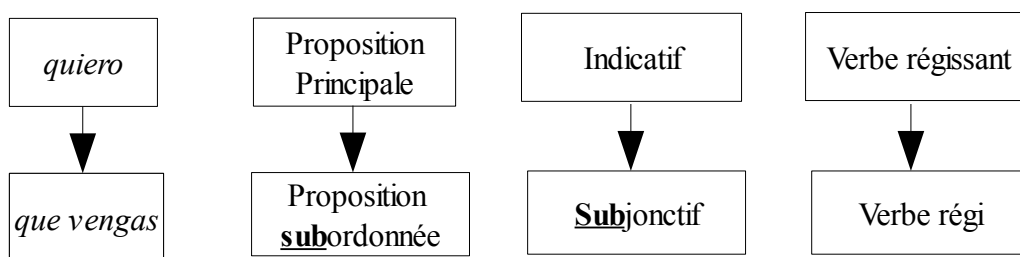 quiero
Proposition
Principale
Indicatif
Verbe régissant
que vengas
Proposition
subordonnée
Subjonctif
Verbe régi